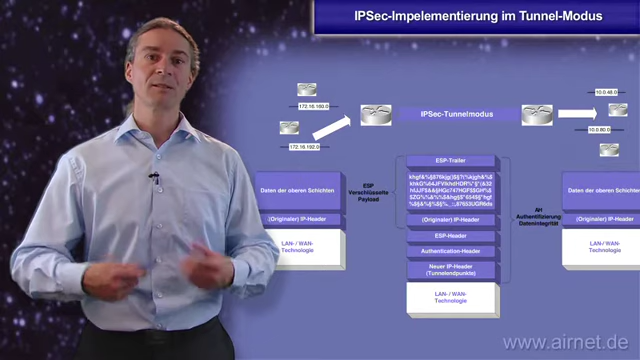 IPSec-Impelementierung im Tunnel-Modus
10.0.48.0
172.16.160.0
IPSec-Tunnelmodus
10.0.80.0
172.16.192.0
ESP-Trailer
ESP
Verschlüsselte
Payload
Daten der oberen Schichten
Daten der oberen Schichten
AH
Authentifizierung
Datenintegrität
(Originaler) IP-Header
(Originaler) IP-Header
(Originaler) IP-Header
ESP-Header
LAN- / WAN-
Technologie
Authentication-Header
LAN- / WAN-
Technologie
Neuer IP-Header
(Tunnelendpunkte)
LAN- / WAN-
Technologie
www.airnet.de